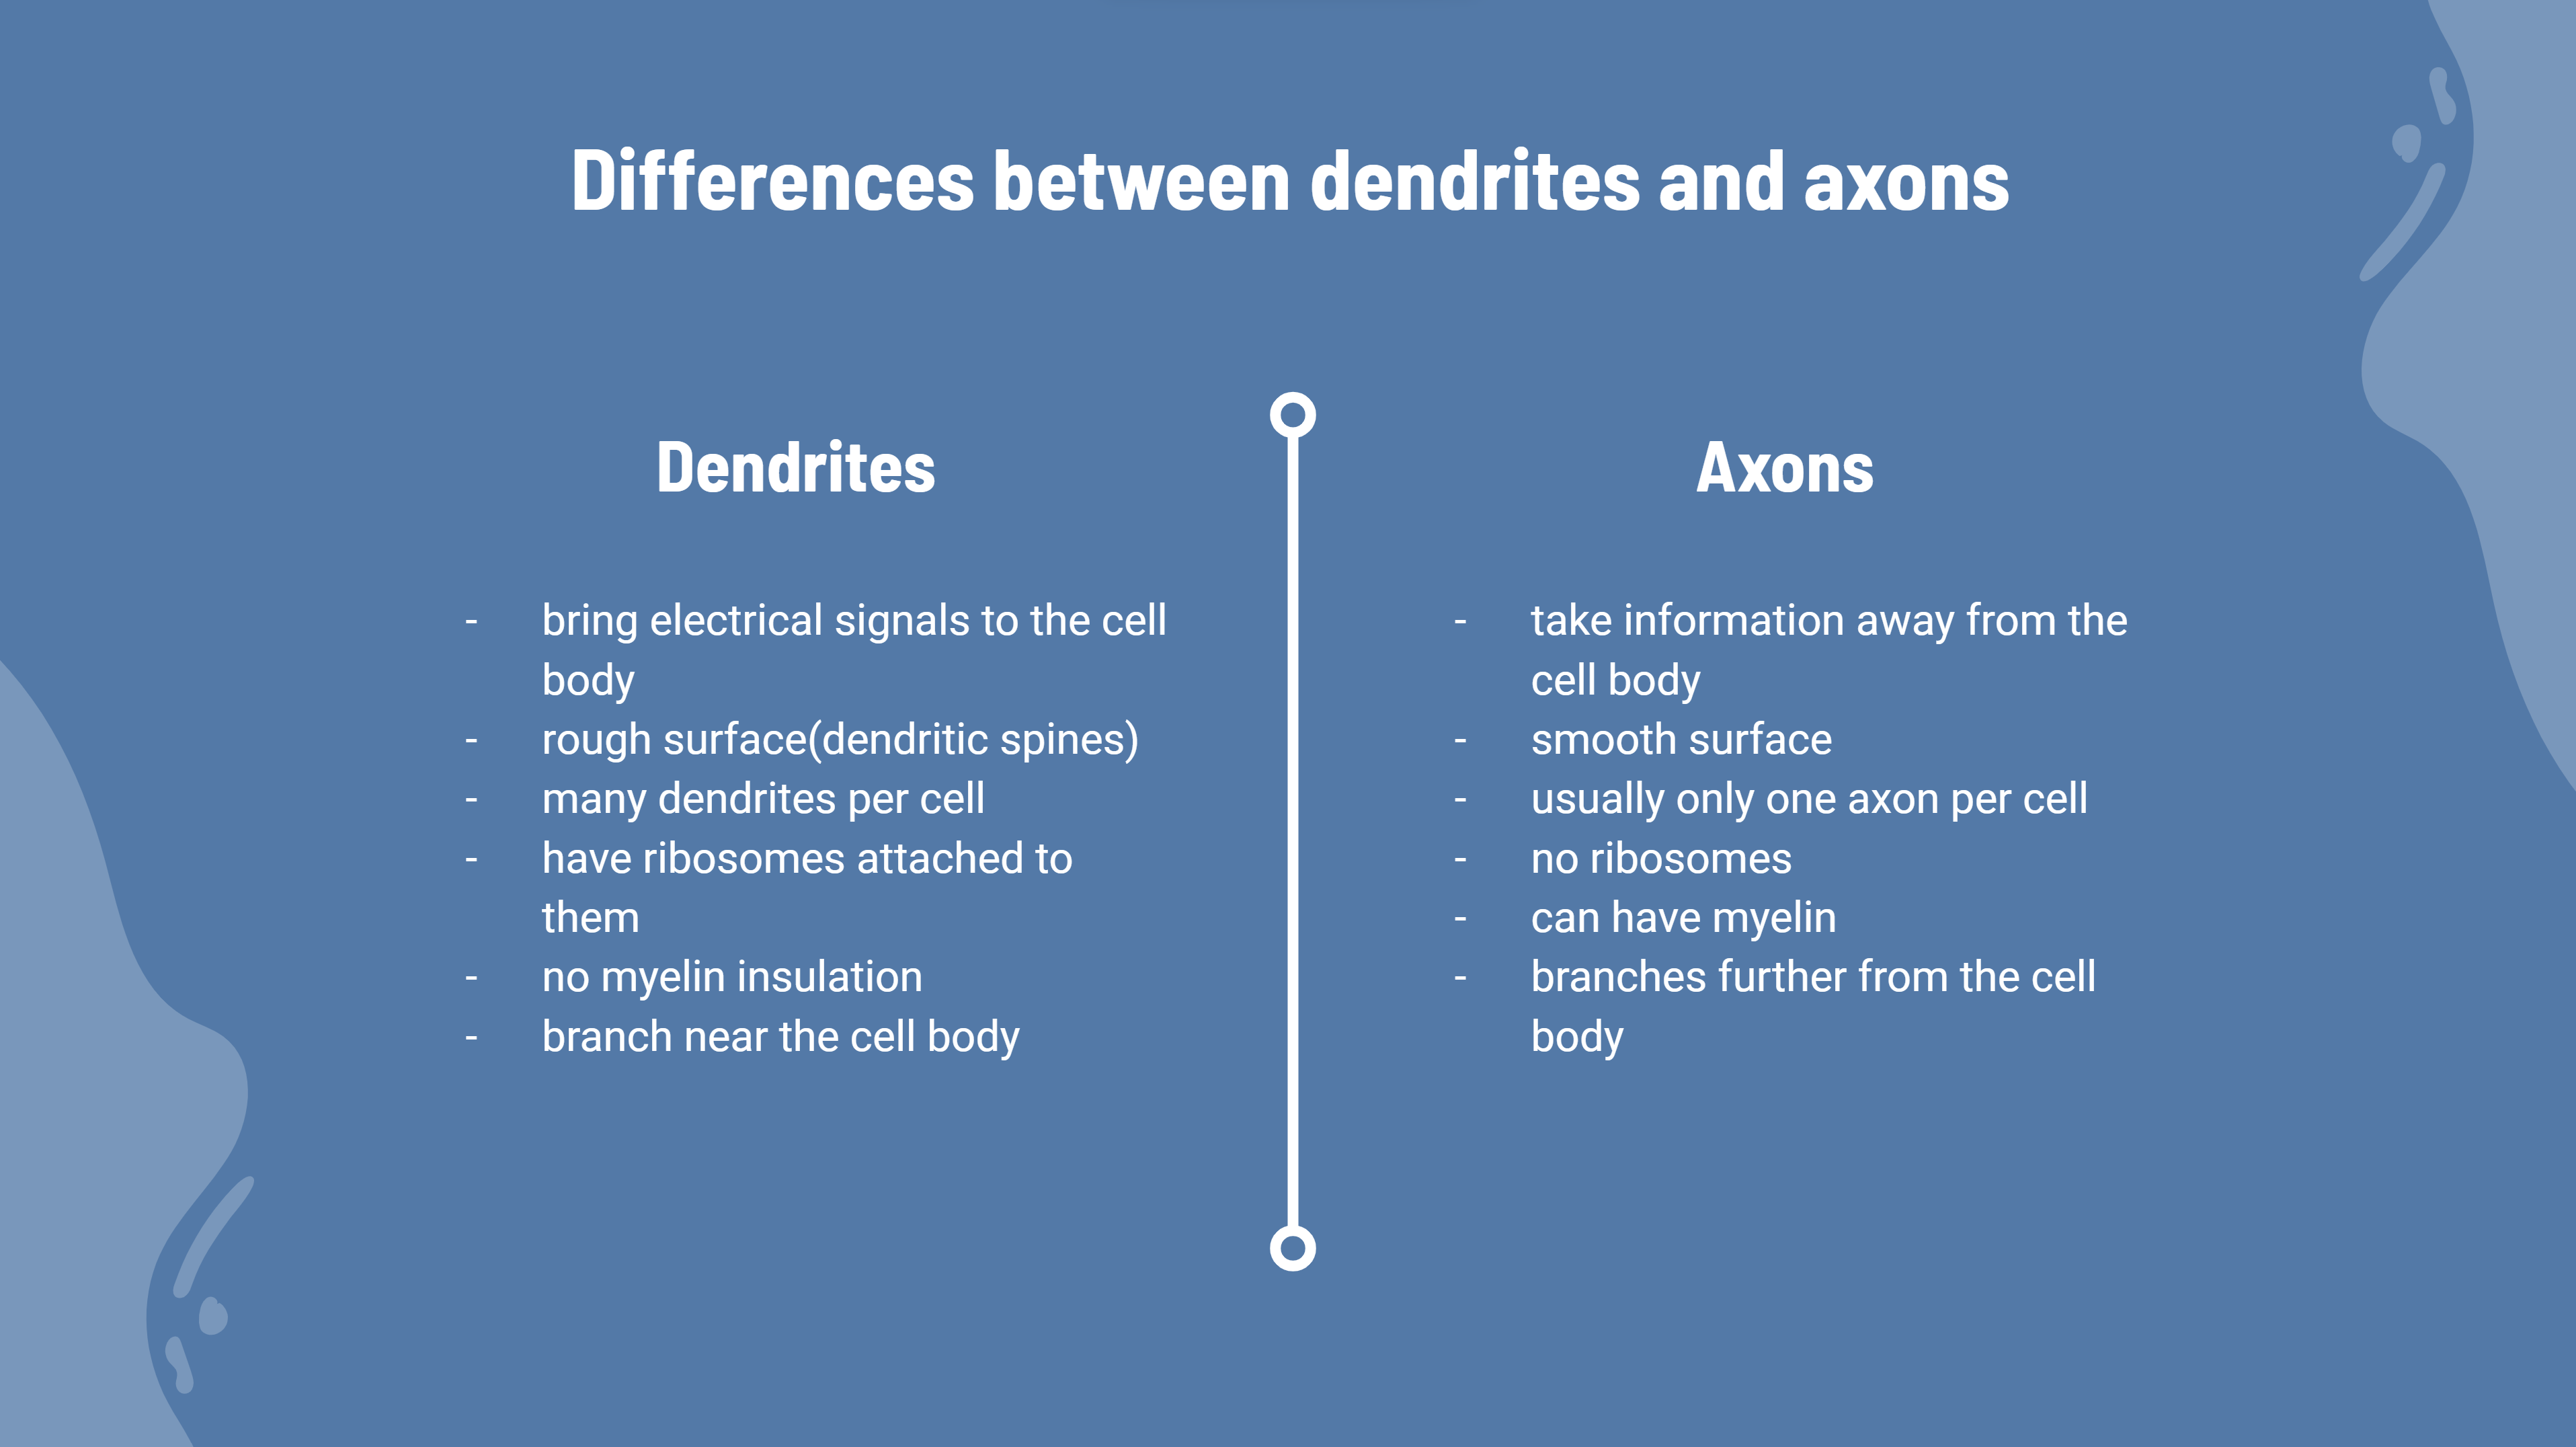 Differences between dendrites and axons
Dendrites
- bring electrical signals to the cell
body
- rough surface(dendritic spines)
- many dendrites per cell
- have ribosomes attached to
them
- no myelin insulation
- branch near the cell body
Axons
- take information away from the
cell body
- smooth surface
- usually only one axon per cell
- no ribosomes
- can have myelin
- branches further from the cell
body